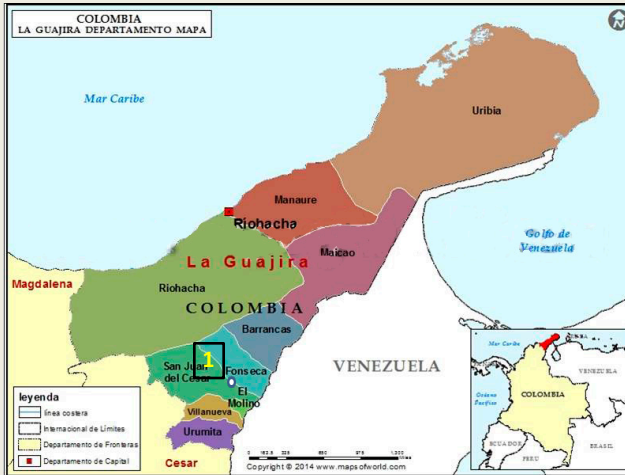 COLOMBIA
LA GUAJIRA DEPARTAMENTO MAPA
Mar Caribe
Uribia
Manaure
Riohacha
Golfo de
Venezuela
Maicao
La Guajira
Magdalena
Riohacha
COLOMBIA
Barrancas
VENEZUELA
1
San Juan
del Cesar
Fonseca
El
Molino
Villanueva
Urumita
Cesar
leyenda
línea costera
Internacional de Límites
Departamento de Fronteras
Departamento de Capital
Copyright © 2014 www.mapsofworld.com
Mar Caribe
VENEZUELA
COLOMBIA
Océano
Pacífico
ECUADOR
PERU
BRASIL